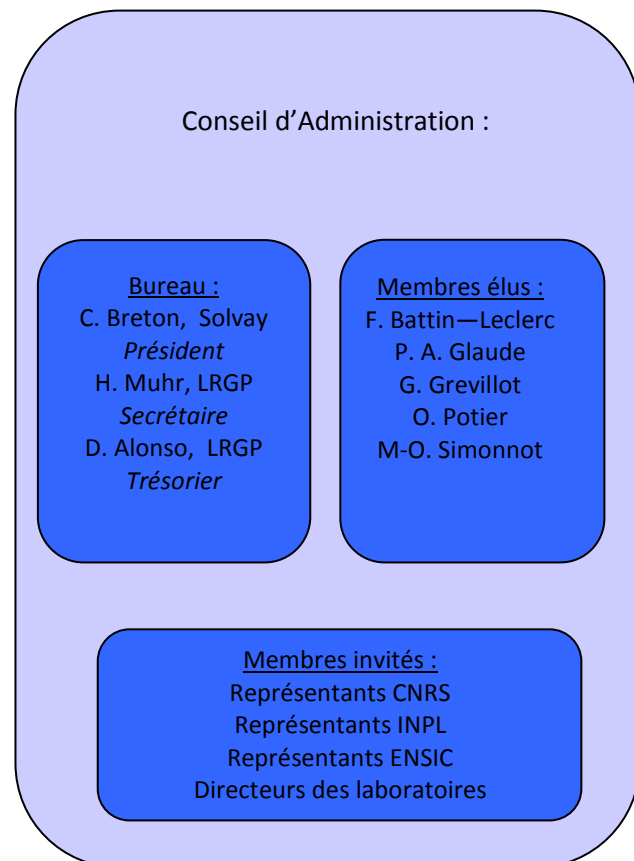 Conseil d'Administration :
Bureau :
C. Breton, Solvay
Président
H. Muhr, LRGP
Secrétaire
D. Alonso, LRGP
Trésorier
Membres élus :
F. Battin—Leclerc
P. A. Glaude
G. Grevillot
O. Potier
M-O. Simonnot
Membres invités :
Représentants CNRS
Représentants INPL
Représentants ENSIC
Directeurs des laboratoires